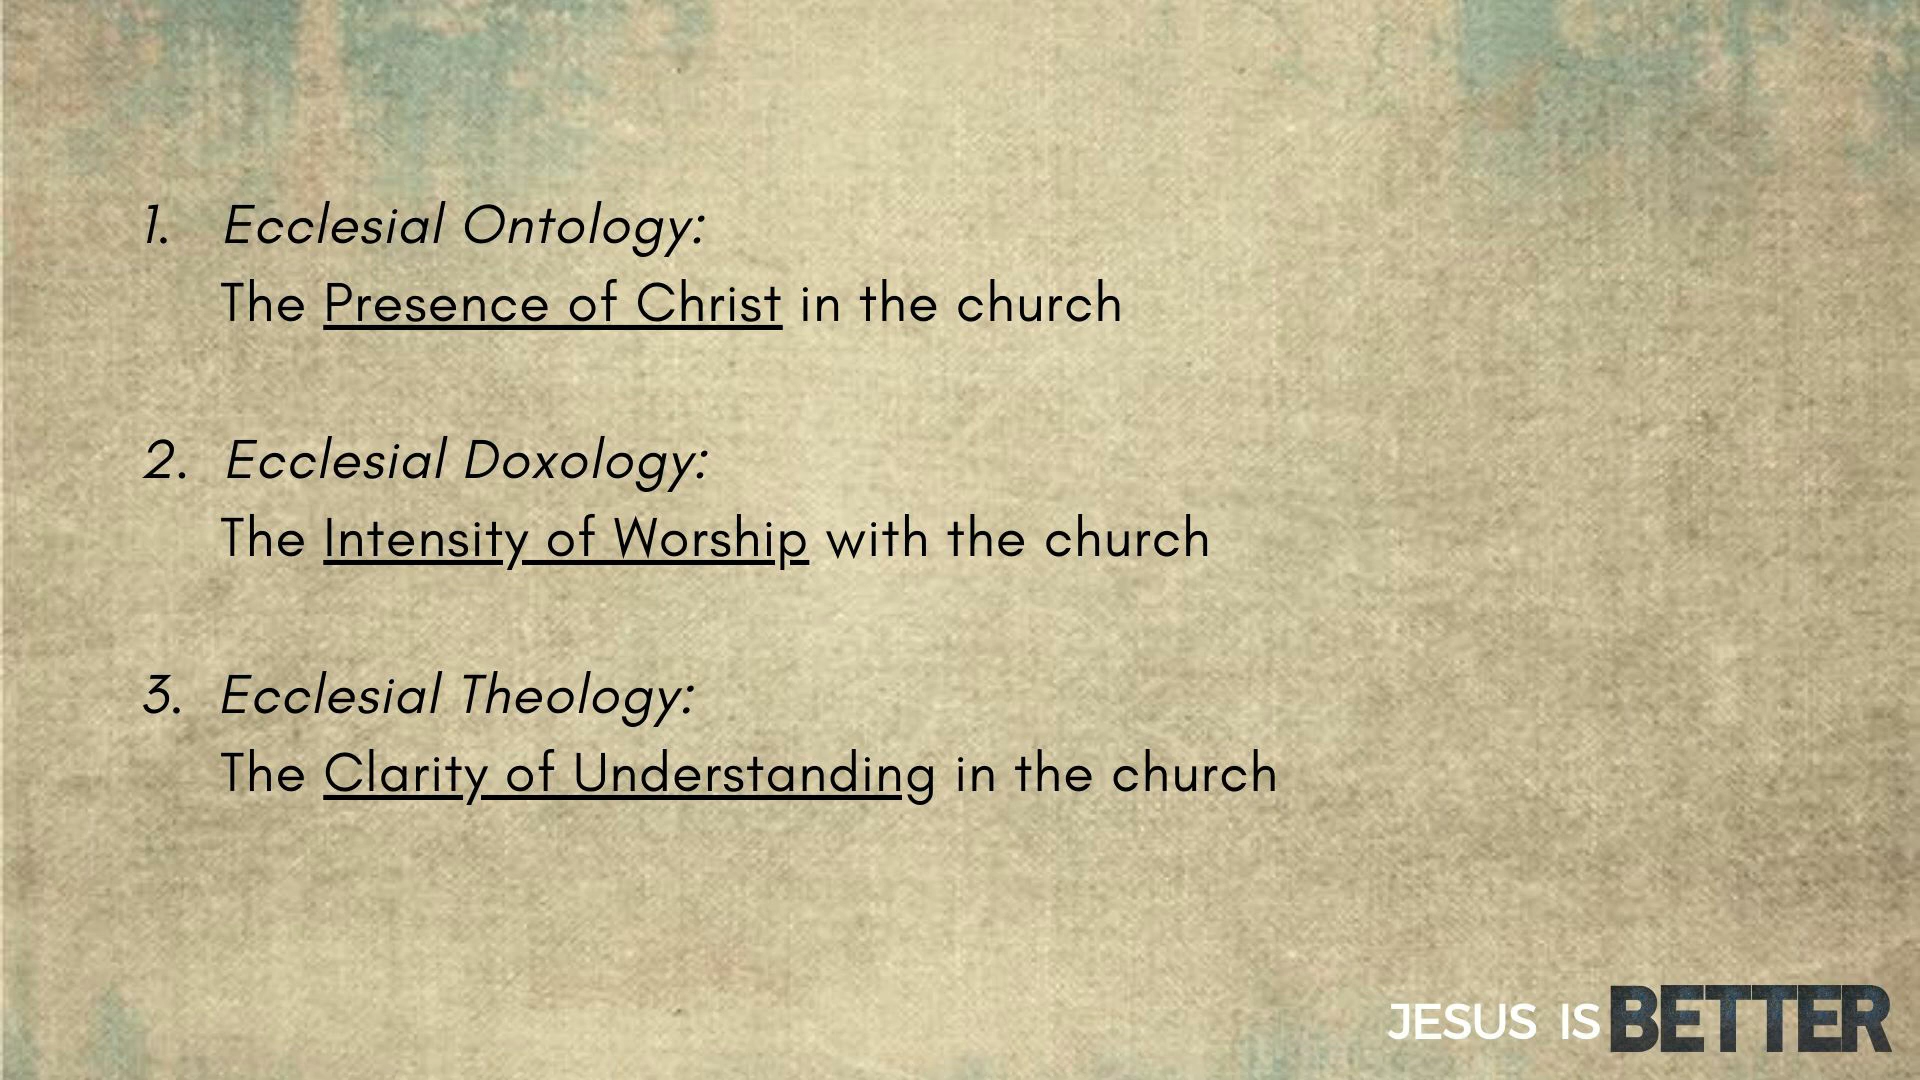 1. Ecclesial Ontology:
The Presence of Christ in the church
2. Ecclesial Doxology:
The Intensity of Worship with the church
3. Ecclesial Theology:
The Clarity of Understanding in the church
JESUS IS BETTER